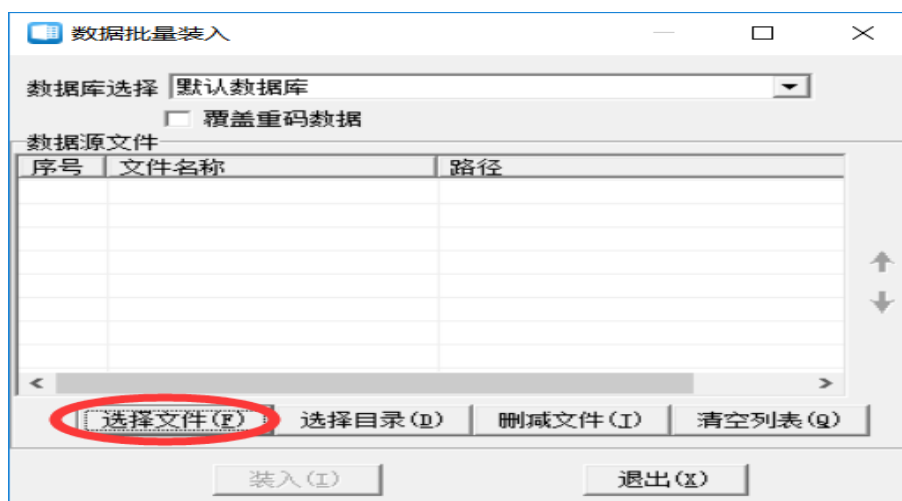 数据批量装入
数据库选择 默认数据库
覆盖重码数据
数据源文件
序号 文件名称 路径
选择文件(F) 选择目录(D) 删减文件(T) 清空列表(Q)
装入(I) 退出(X)